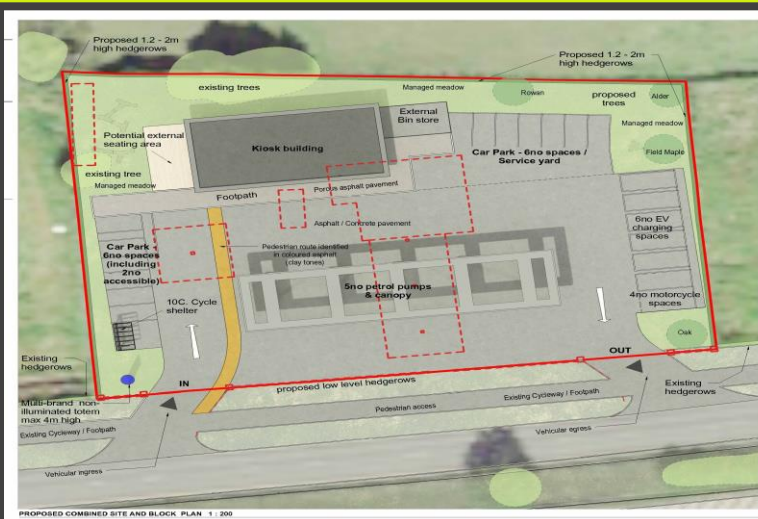 Proposed 1.2 - 2m
high hedgerows
Proposed 1.2 - 2m
high hedgerows
existing trees
Managed meadow
Rowan
proposed
trees
Alder
External
Bin store
Managed meadow
Potential external
seating area
Kiosk building
Car Park - 6no spaces /
Service yard
Field Maple
existing tree
Managed meadow
Footpath
Porous asphalt pavement
Asphalt / Concrete pavement
6no EV
charging
spaces
Car Park -
6no spaces
(including
2no
accessible)
Pedestrian route identified
in coloured asphalt
(clay tones)
5no petrol pumps
& canopy
4no motorcycle
spaces
10C. Cycle
shelter
Oak
Existing
hedgerows
IN
OUT
proposed low level hedgerows
Existing
hedgerows
Multi-brand non-
illuminated totem
max 4m high
Pedestrian access
Existing Cycleway / Footpath
Existing Cycleway / Footpath
Vehicular egress
Vehicular ingress
PROPOSED COMBINED SITE AND BLOCK PLAN 1 : 200